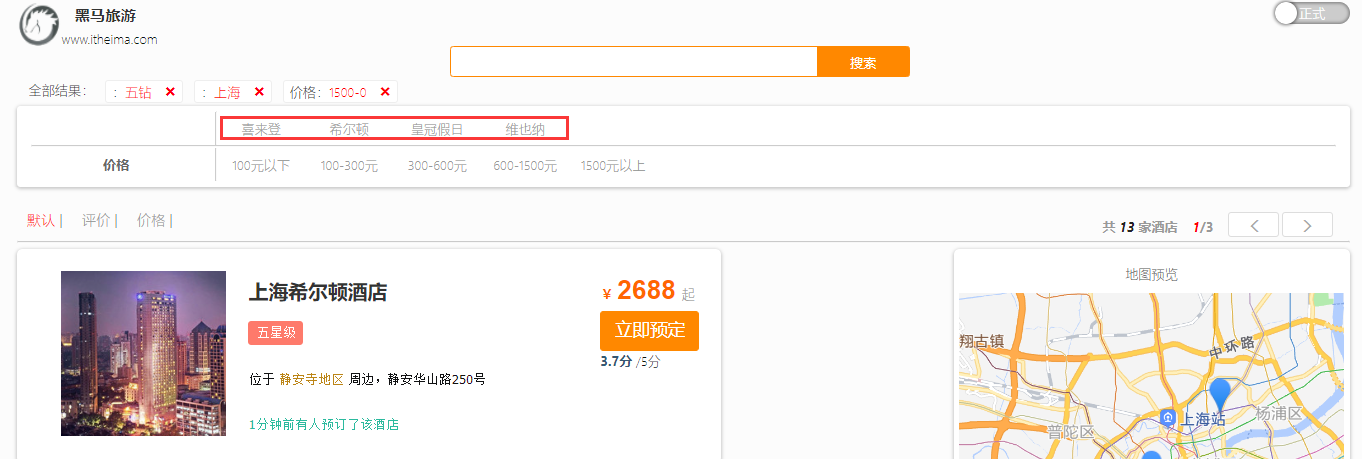 黑马旅游
正式
www.itheima.com
搜索
全部结果： ：五钻 × ：上海 × 价格：1500-0 ×
喜来登 希尔顿 皇冠假日 维也纳
价格 100元以下 100-300元 300-600元 600-1500元 1500元以上
默认 | 评价 | 价格 |
共 13 家酒店 1/3 < >
上海希尔顿酒店
¥ 2688 起
五星级
立即预定
3.7分 /5分
位于 静安寺地区 周边，静安华山路250号
1分钟前有人预订了该酒店
地图预览
翔古镇
中环路
上海站
杨浦区
普陀区